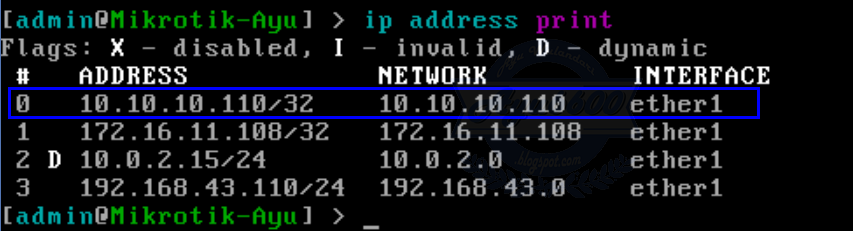 [admin@Mikrotik-Ayu] > ip address print
Flags: X - disabled, I - invalid, D - dynamic
# ADDRESS NETWORK INTERFACE
0 10.10.10.110/32 10.10.10.110 ether1
1 172.16.11.108/32 172.16.11.108 ether1
2 D 10.0.2.15/24 10.0.2.0 ether1
3 192.168.43.110/24 192.168.43.0 ether1
[admin@Mikrotik-Ayu] > _
blogspot.com